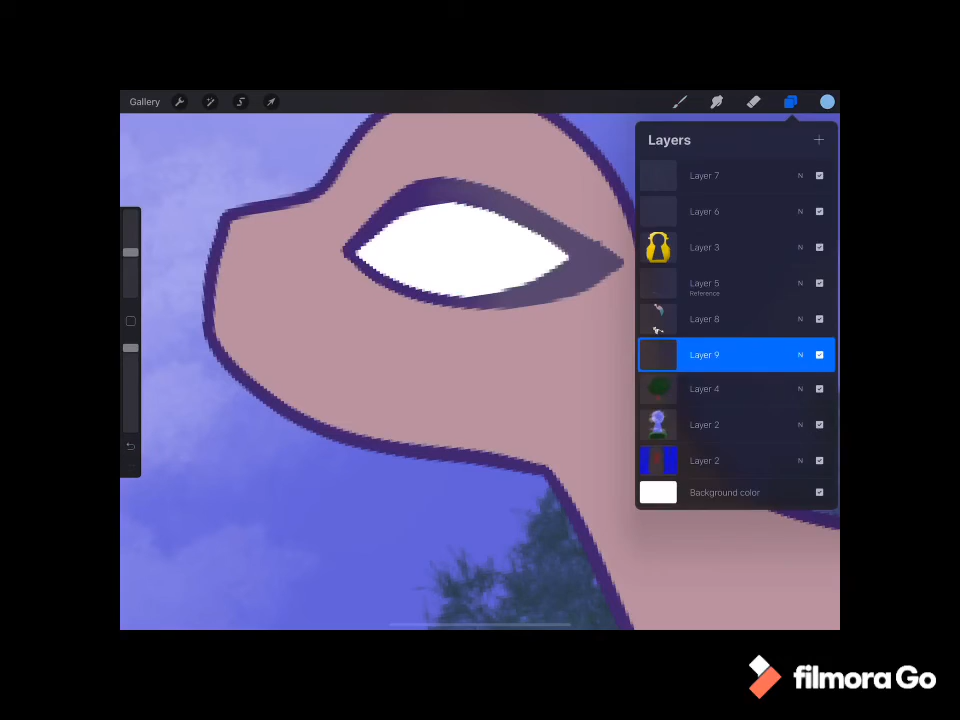 Gallery
Layers
Layer 7 N
Layer 6 N
Layer 3 N
Layer 5 N
Reference
Layer 8 N
Layer 9 N
Layer 4 N
Layer 2 N
Layer 2 N
Background color
filmora Go